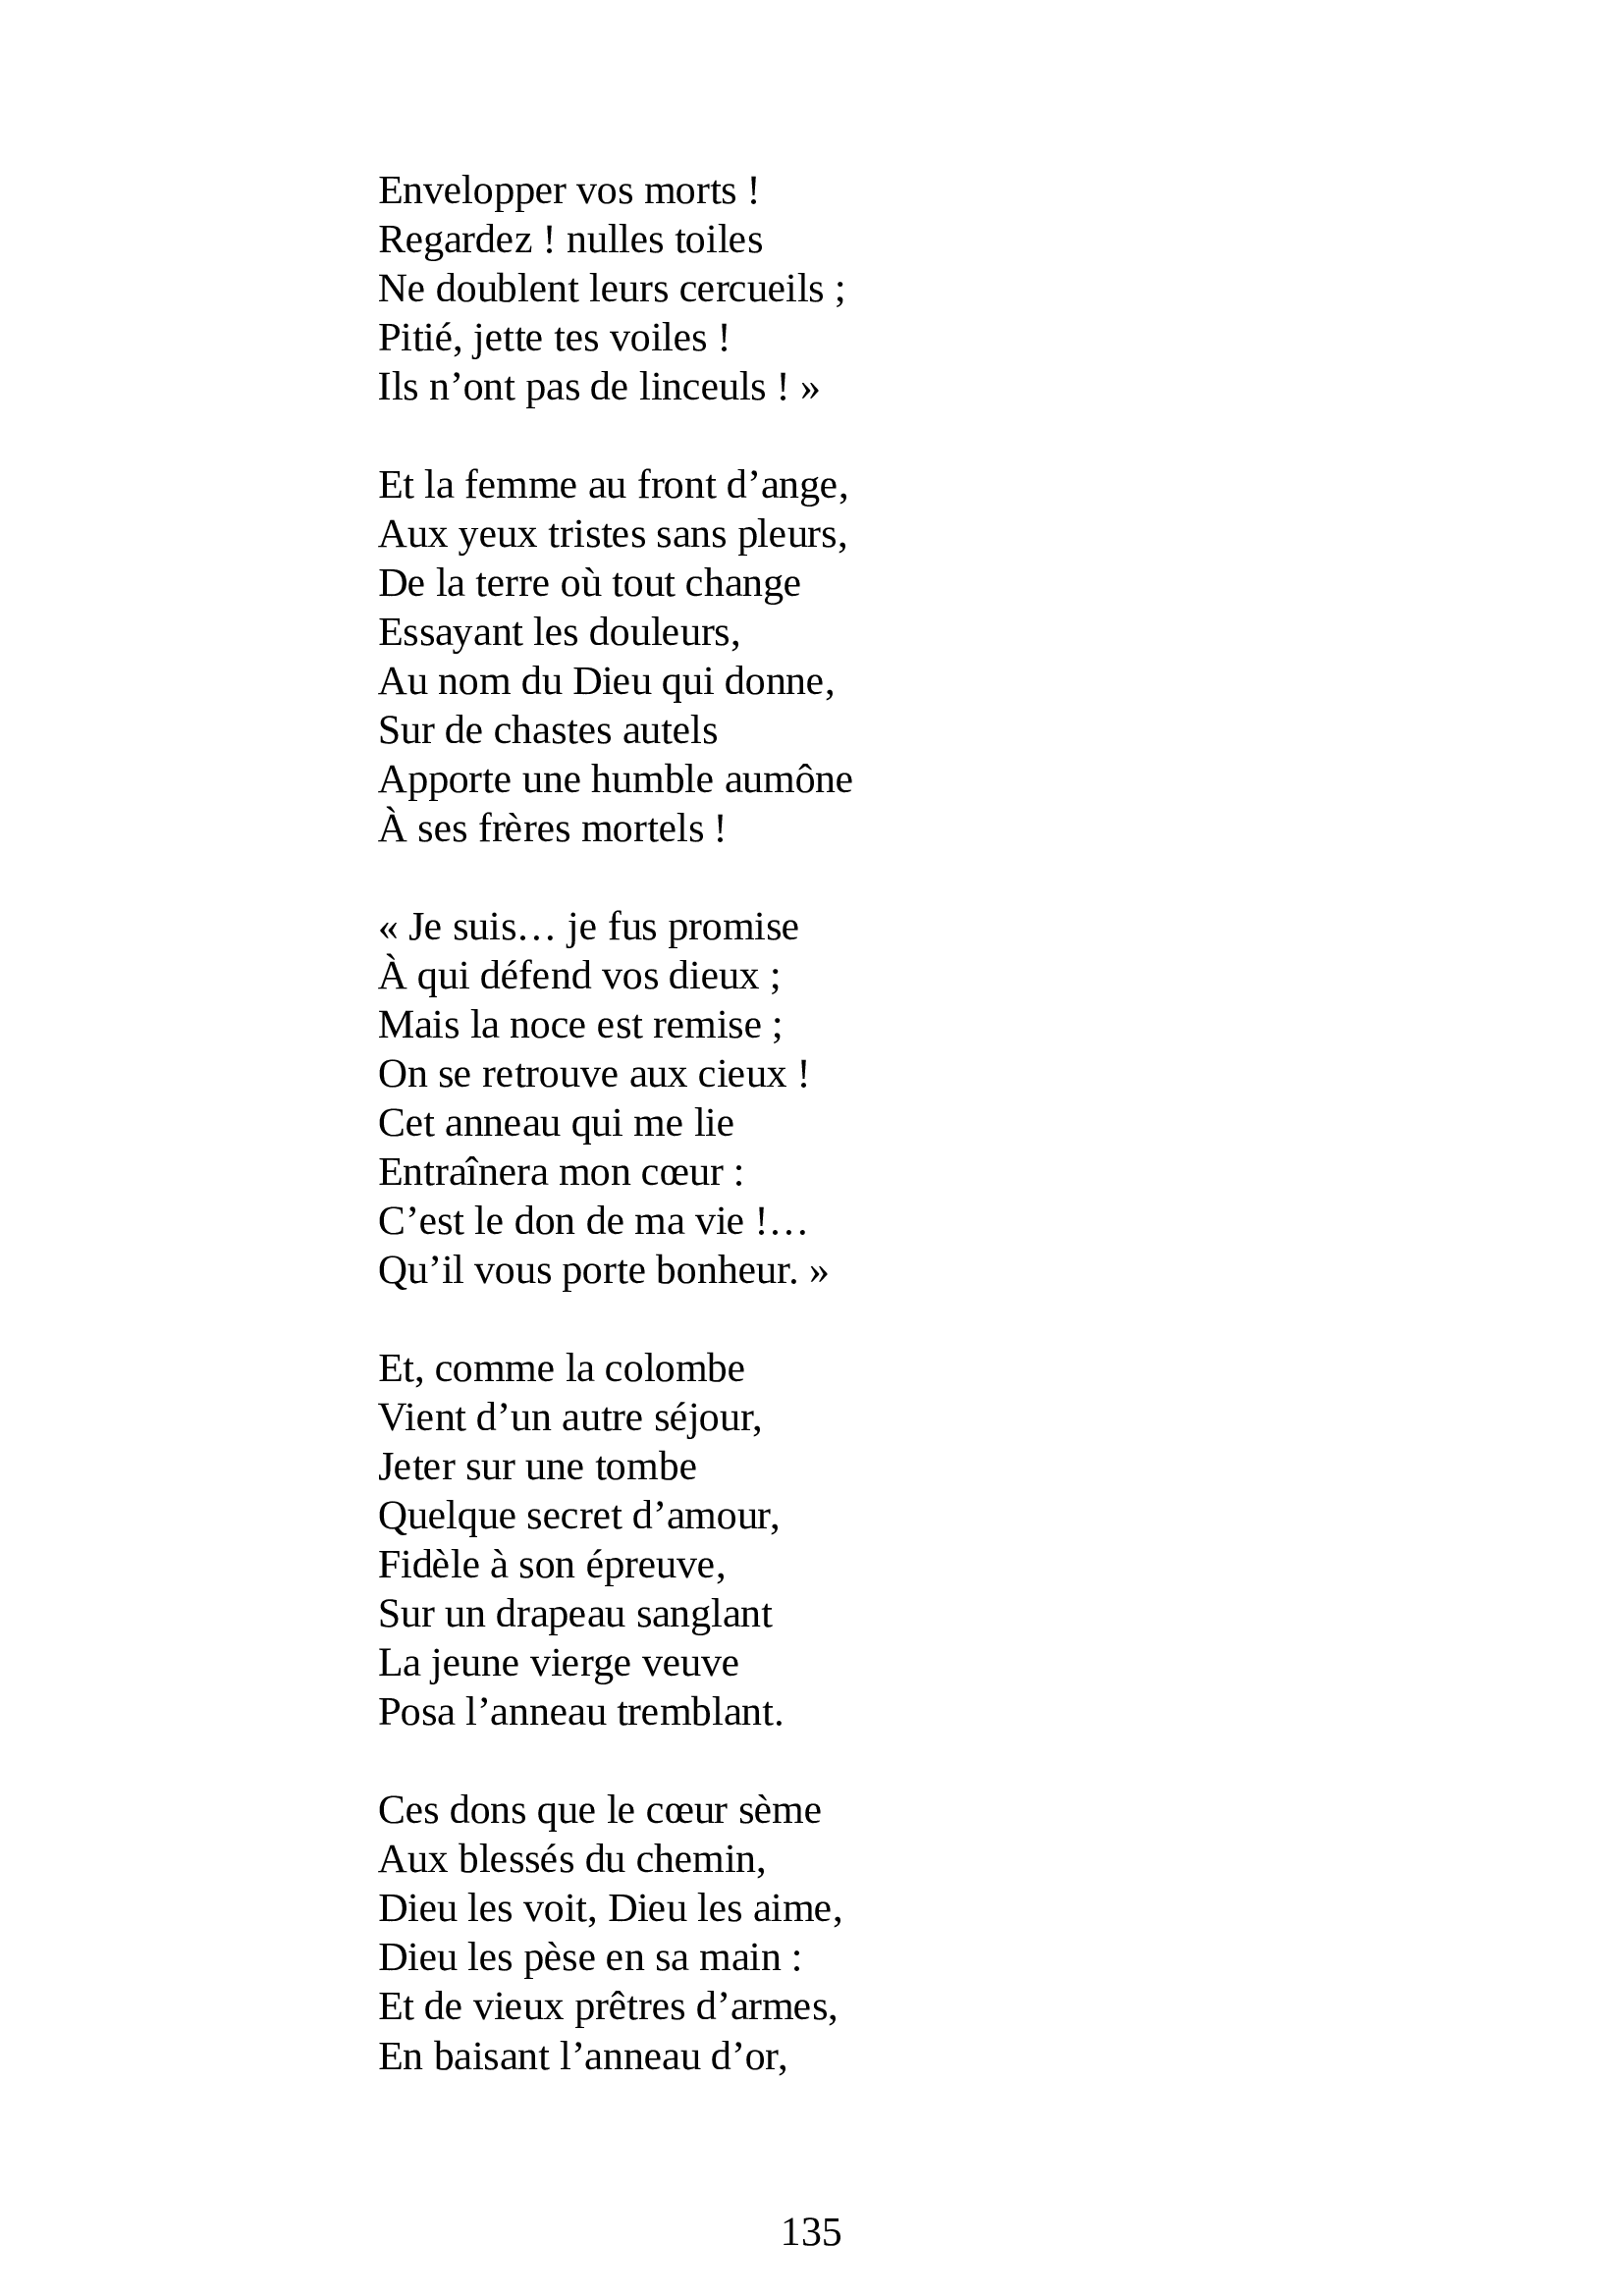 Envelopper vos morts !
Regardez ! nulles toiles
Ne doublent leurs cercueils ;
Pitié, jette tes voiles !
Ils n’ont pas de linceuls ! »

Et la femme au front d’ange,
Aux yeux tristes sans pleurs,
De la terre où tout change
Essayant les douleurs,
Au nom du Dieu qui donne,
Sur de chastes autels
Apporte une humble aumône
À ses frères mortels !

« Je suis… je fus promise
À qui défend vos dieux ;
Mais la noce est remise ;
On se retrouve aux cieux !
Cet anneau qui me lie
Entraînera mon cœur :
C’est le don de ma vie !…
Qu’il vous porte bonheur. »

Et, comme la colombe
Vient d’un autre séjour,
Jeter sur une tombe
Quelque secret d’amour,
Fidèle à son épreuve,
Sur un drapeau sanglant
La jeune vierge veuve
Posa l’anneau tremblant.

Ces dons que le cœur sème
Aux blessés du chemin,
Dieu les voit, Dieu les aime,
Dieu les pèse en sa main :
Et de vieux prêtres d’armes,
En baisant l’anneau d’or,

135